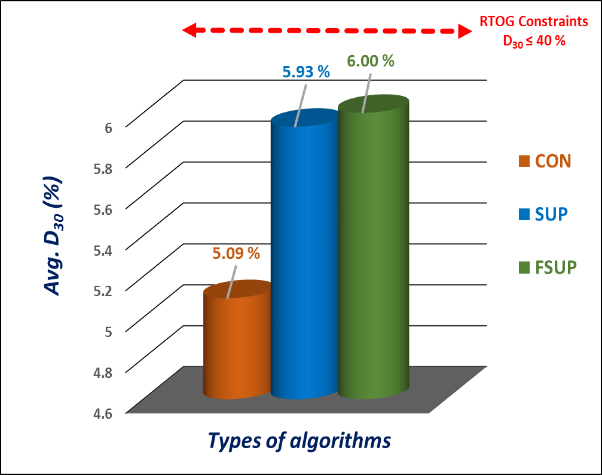 RTOG Constraints
D₃₀ ≤ 40 %
5.93 %
6.00 %
5.09 %
6
5.8
5.6
5.4
5.2
5
4.8
4.6
Avg. D₃₀ (%)
CON
SUP
FSUP
Types of algorithms